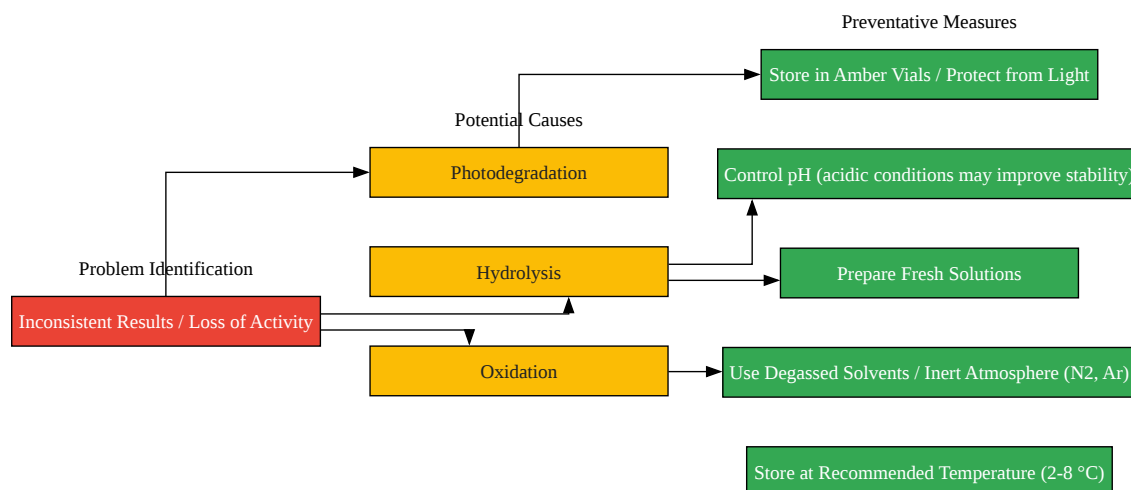 Preventative Measures
Store in Amber Vials / Protect from Light
Potential Causes
Photodegradation
Control pH (acidic conditions may improve stability)
Problem Identification
Hydrolysis
Prepare Fresh Solutions
Inconsistent Results / Loss of Activity
Oxidation
Use Degassed Solvents / Inert Atmosphere (N2, Ar)
Store at Recommended Temperature (2-8 °C)